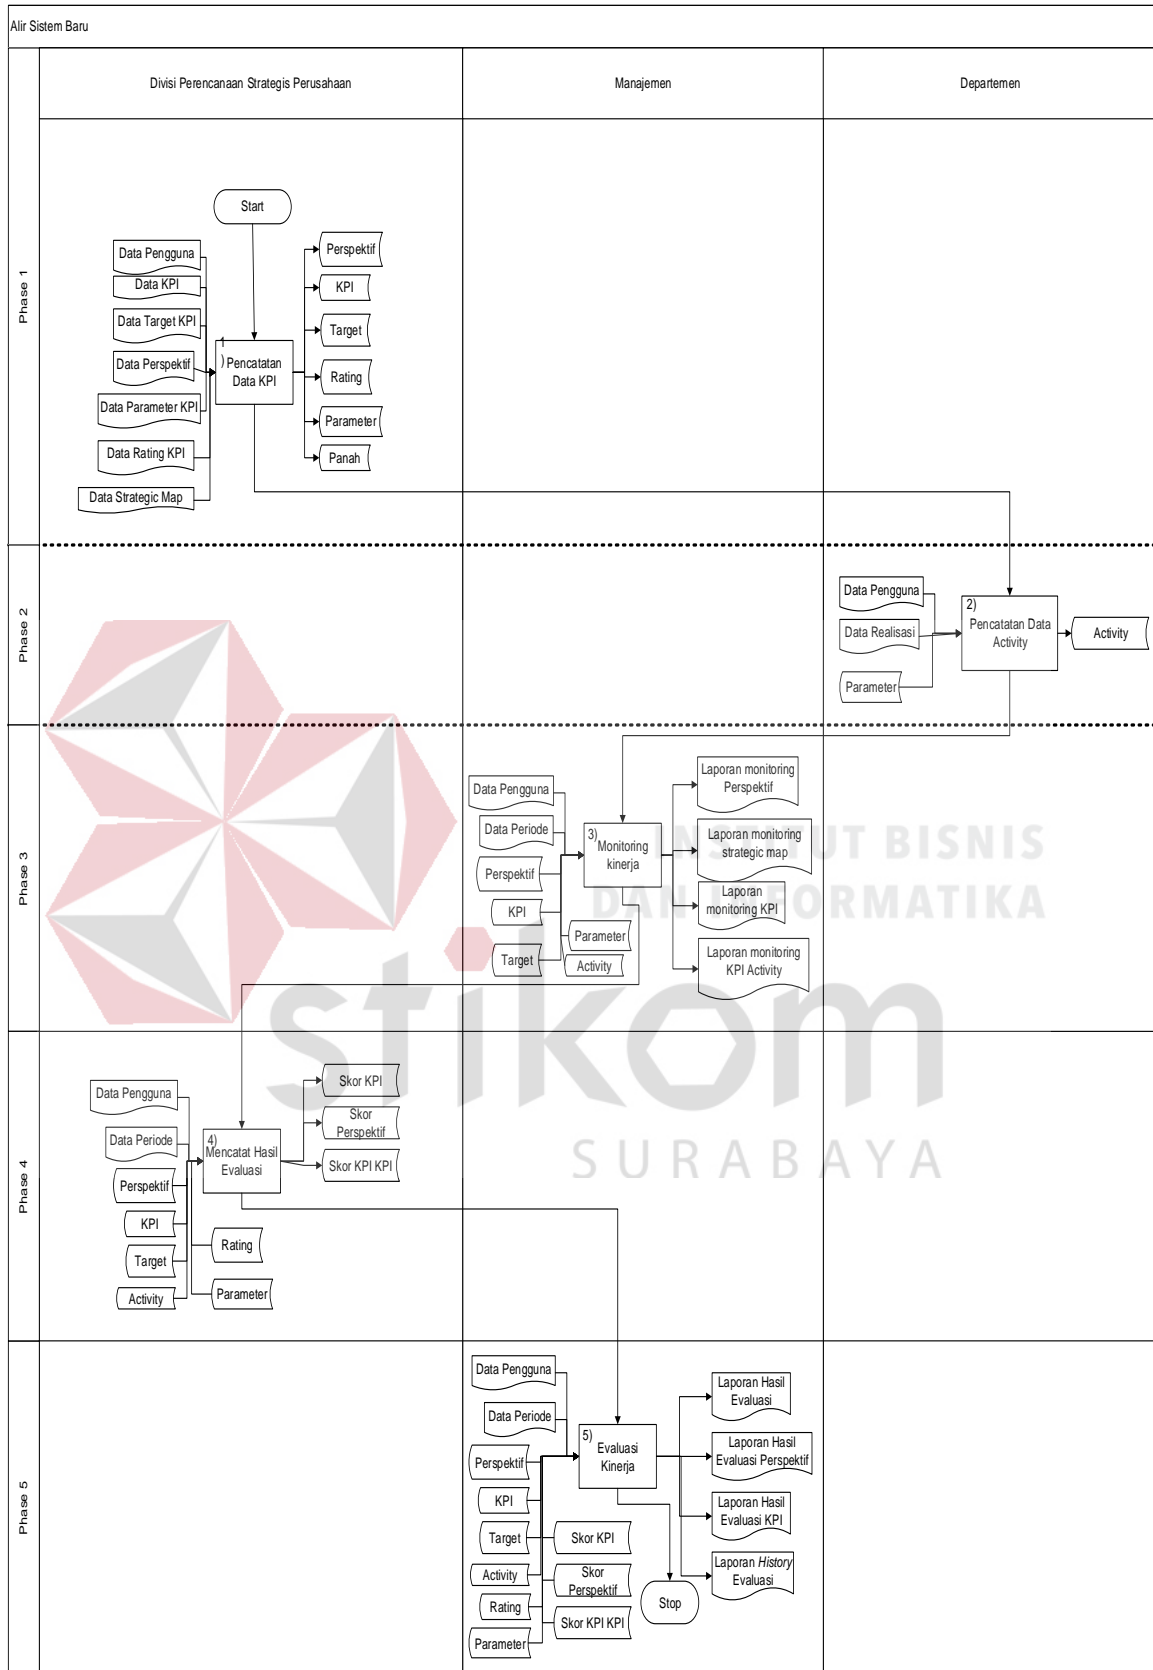 Alir Sistem Baru
Divisi Perencanaan Strategis Perusahaan
Manajemen
Departemen
Phase 1
Start
Data Pengguna
Data KPI
Data Target KPI
Data Perspektif
Data Parameter KPI
Data Rating KPI
Data Strategic Map
1
)
Pencatatan
Data KPI
Perspektif
KPI
Target
Rating
Parameter
Panah
Phase 2
Data Pengguna
Data Realisasi
Parameter
2)
Pencatatan Data
Activity
Activity
Phase 3
Data Pengguna
Data Periode
Perspektif
KPI
Target
Parameter
Activity
3)
Monitoring
kinerja
Laporan monitoring
Perspektif
Laporan monitoring
strategic map
Laporan
monitoring KPI
Laporan monitoring
KPI Activity
INSTITUT BISNIS
DAN INFORMATIKA
stikom
SURABAYA
Phase 4
Data Pengguna
Data Periode
Perspektif
KPI
Target
Activity
Rating
Parameter
4)
Mencatat Hasil
Evaluasi
Skor KPI
Skor
Perspektif
Skor KPI KPI
Phase 5
Data Pengguna
Data Periode
Perspektif
KPI
Target
Activity
Rating
Parameter
Skor KPI
Skor
Perspektif
Skor KPI KPI
5)
Evaluasi
Kinerja
Stop
Laporan Hasil
Evaluasi
Laporan Hasil
Evaluasi Perspektif
Laporan Hasil
Evaluasi KPI
Laporan History
Evaluasi